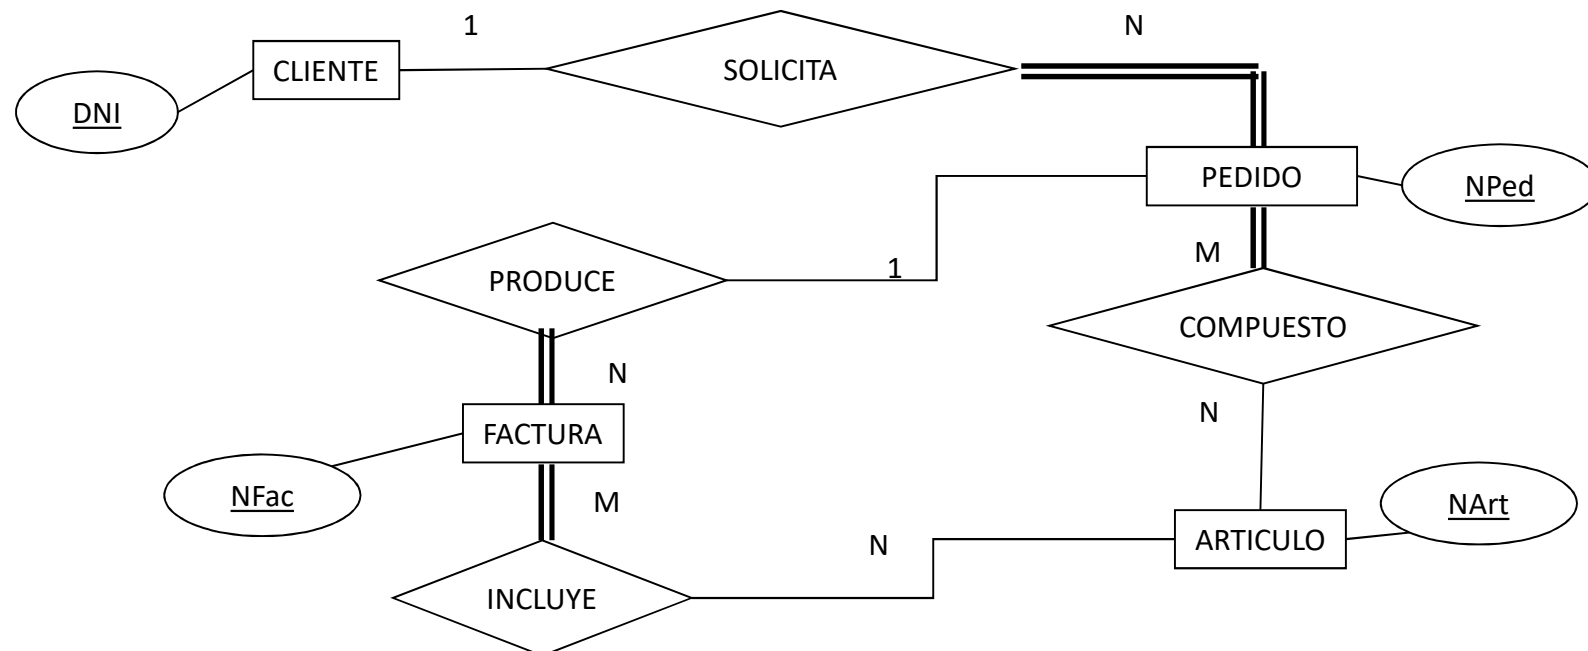 1
N
CLIENTE
SOLICITA
DNI
PEDIDO
NPed
M
1
PRODUCE
COMPUESTO
N
N
FACTURA
NFac
M
NArt
N
ARTICULO
INCLUYE